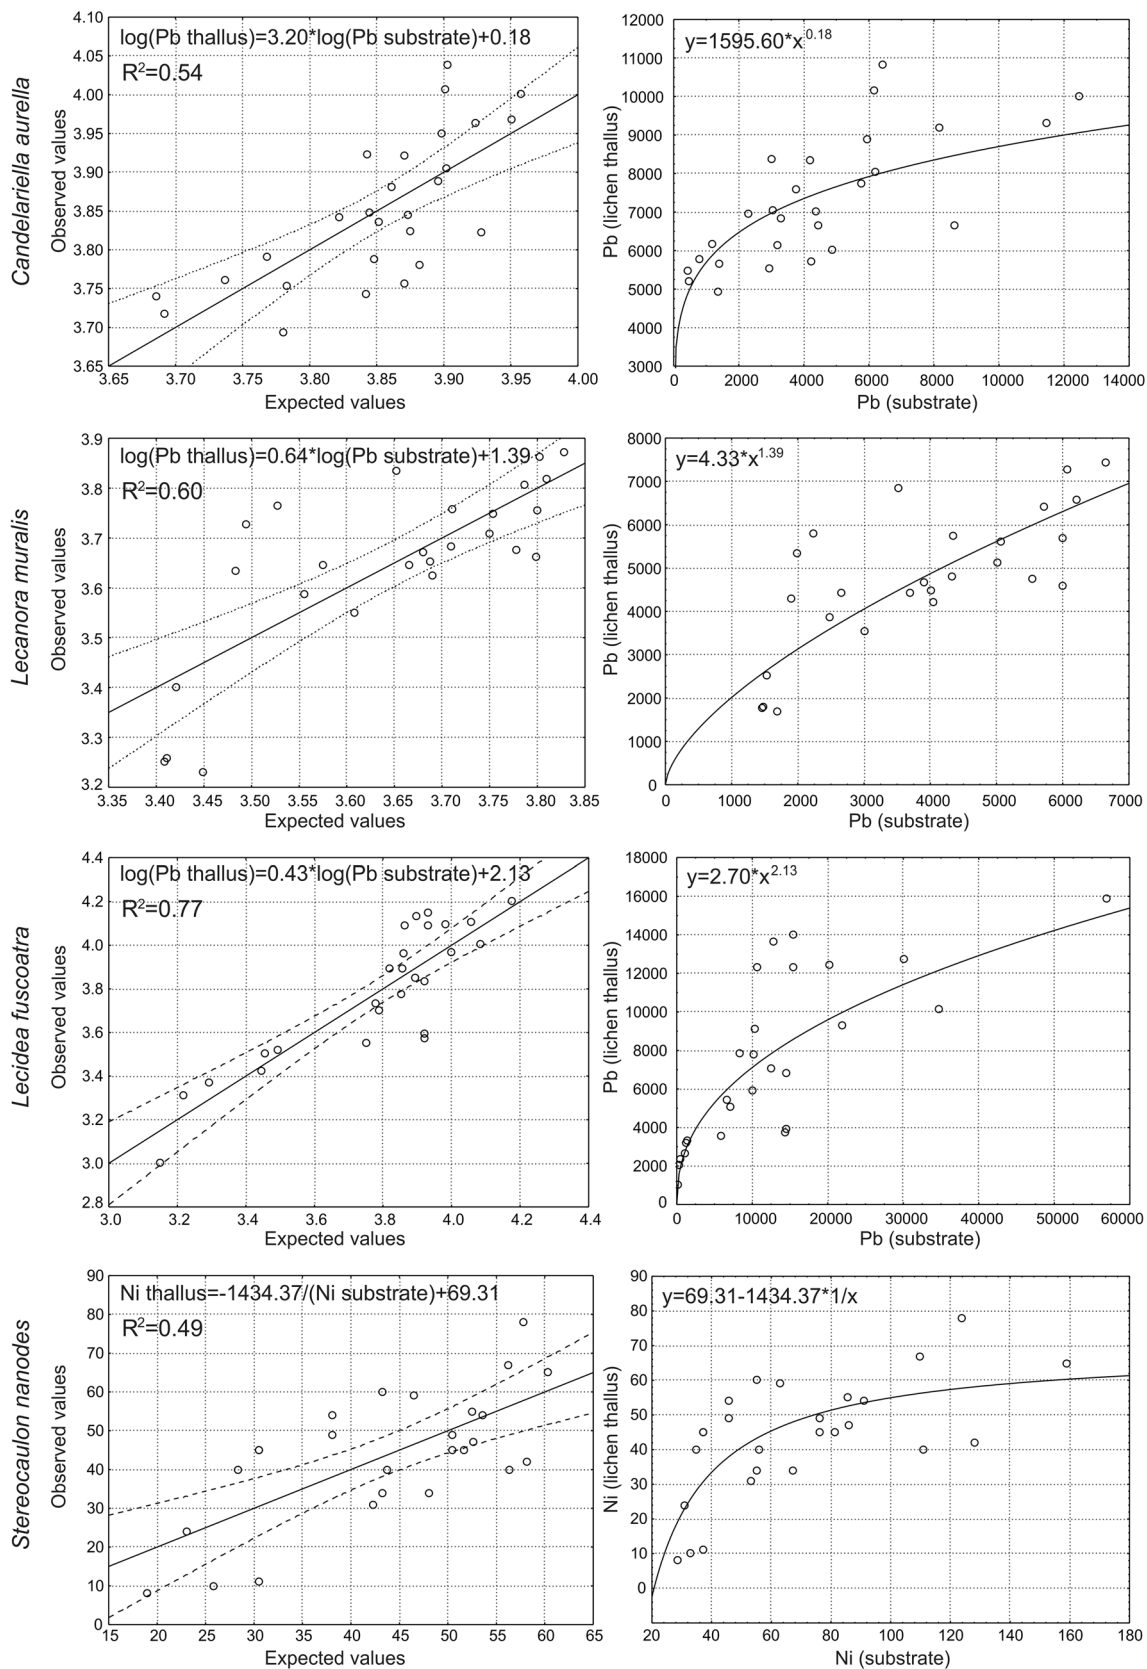 Candelariella aurella
Observed values
4.10
4.05
4.00
3.95
3.90
3.85
3.80
3.75
3.70
3.65
log(Pb thallus)=3.20*log(Pb substrate)+0.18
R²=0.54
3.65 3.70 3.75 3.80 3.85 3.90 3.95 4.00
Expected values
Pb (lichen thallus)
12000
11000
10000
9000
8000
7000
6000
5000
4000
3000
y=1595.60*x^0.18
0 2000 4000 6000 8000 10000 12000 14000
Pb (substrate)
Lecanora muralis
Observed values
3.9
3.8
3.7
3.6
3.5
3.4
3.3
3.2
log(Pb thallus)=0.64*log(Pb substrate)+1.39
R²=0.60
3.35 3.40 3.45 3.50 3.55 3.60 3.65 3.70 3.75 3.80 3.85
Expected values
Pb (lichen thallus)
8000
7000
6000
5000
4000
3000
2000
1000
0
y=4.33*x^1.39
0 1000 2000 3000 4000 5000 6000 7000
Pb (substrate)
Lecidea fuscoatra
Observed values
4.4
4.2
4.0
3.8
3.6
3.4
3.2
3.0
2.8
log(Pb thallus)=0.43*log(Pb substrate)+2.13
R²=0.77
3.0 3.2 3.4 3.6 3.8 4.0 4.2 4.4
Expected values
Pb (lichen thallus)
18000
16000
14000
12000
10000
8000
6000
4000
2000
0
y=2.70*x^2.13
0 10000 20000 30000 40000 50000 60000
Pb (substrate)
Stereocaulon nanodes
Observed values
90
80
70
60
50
40
30
20
10
0
Ni thallus=-1434.37/(Ni substrate)+69.31
R²=0.49
15 20 25 30 35 40 45 50 55 60 65
Expected values
Ni (lichen thallus)
90
80
70
60
50
40
30
20
10
0
y=69.31-1434.37*1/x
20 40 60 80 100 120 140 160 180
Ni (substrate)